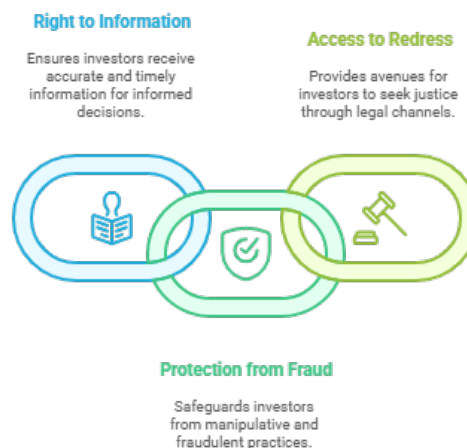 Right to Information
Ensures investors receive
accurate and timely
information for informed
decisions.
Access to Redress
Provides avenues for
investors to seek justice
through legal channels.
Protection from Fraud
Safeguards investors
from manipulative and
fraudulent practices.